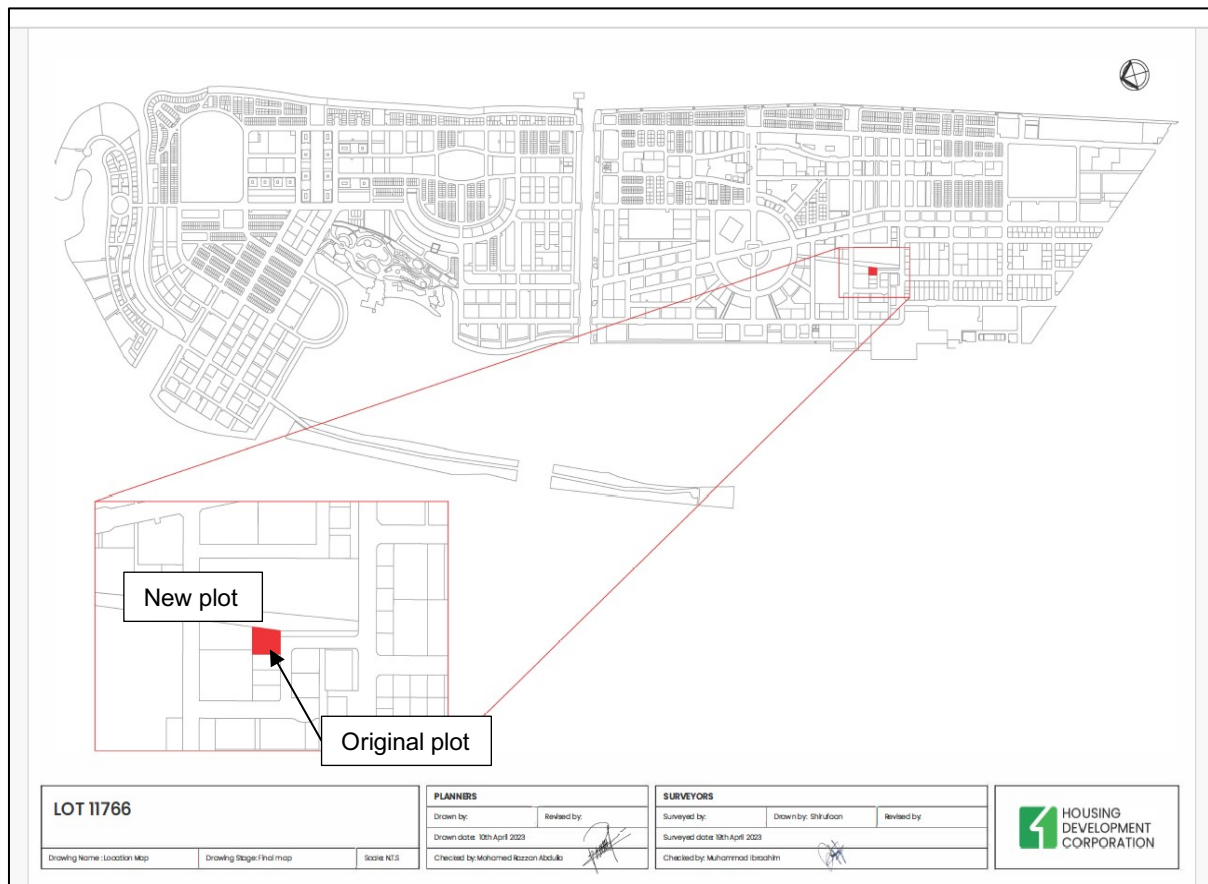 New plot
Original plot
LOT 11766
Drawing Name : Location Map
Drawing Stage: Final map
Scale: N.T.S
PLANNERS
Drawn by:
Revised by:
Drawn date: 10th April 2023
Checked by: Mohamed Razzan Abdulla
SURVEYORS
Surveyed by:
Drawn by: Shirufaan
Revised by:
Surveyed date: 19th April 2023
Checked by: Muhammad Ibraahim
HOUSING
DEVELOPMENT
CORPORATION